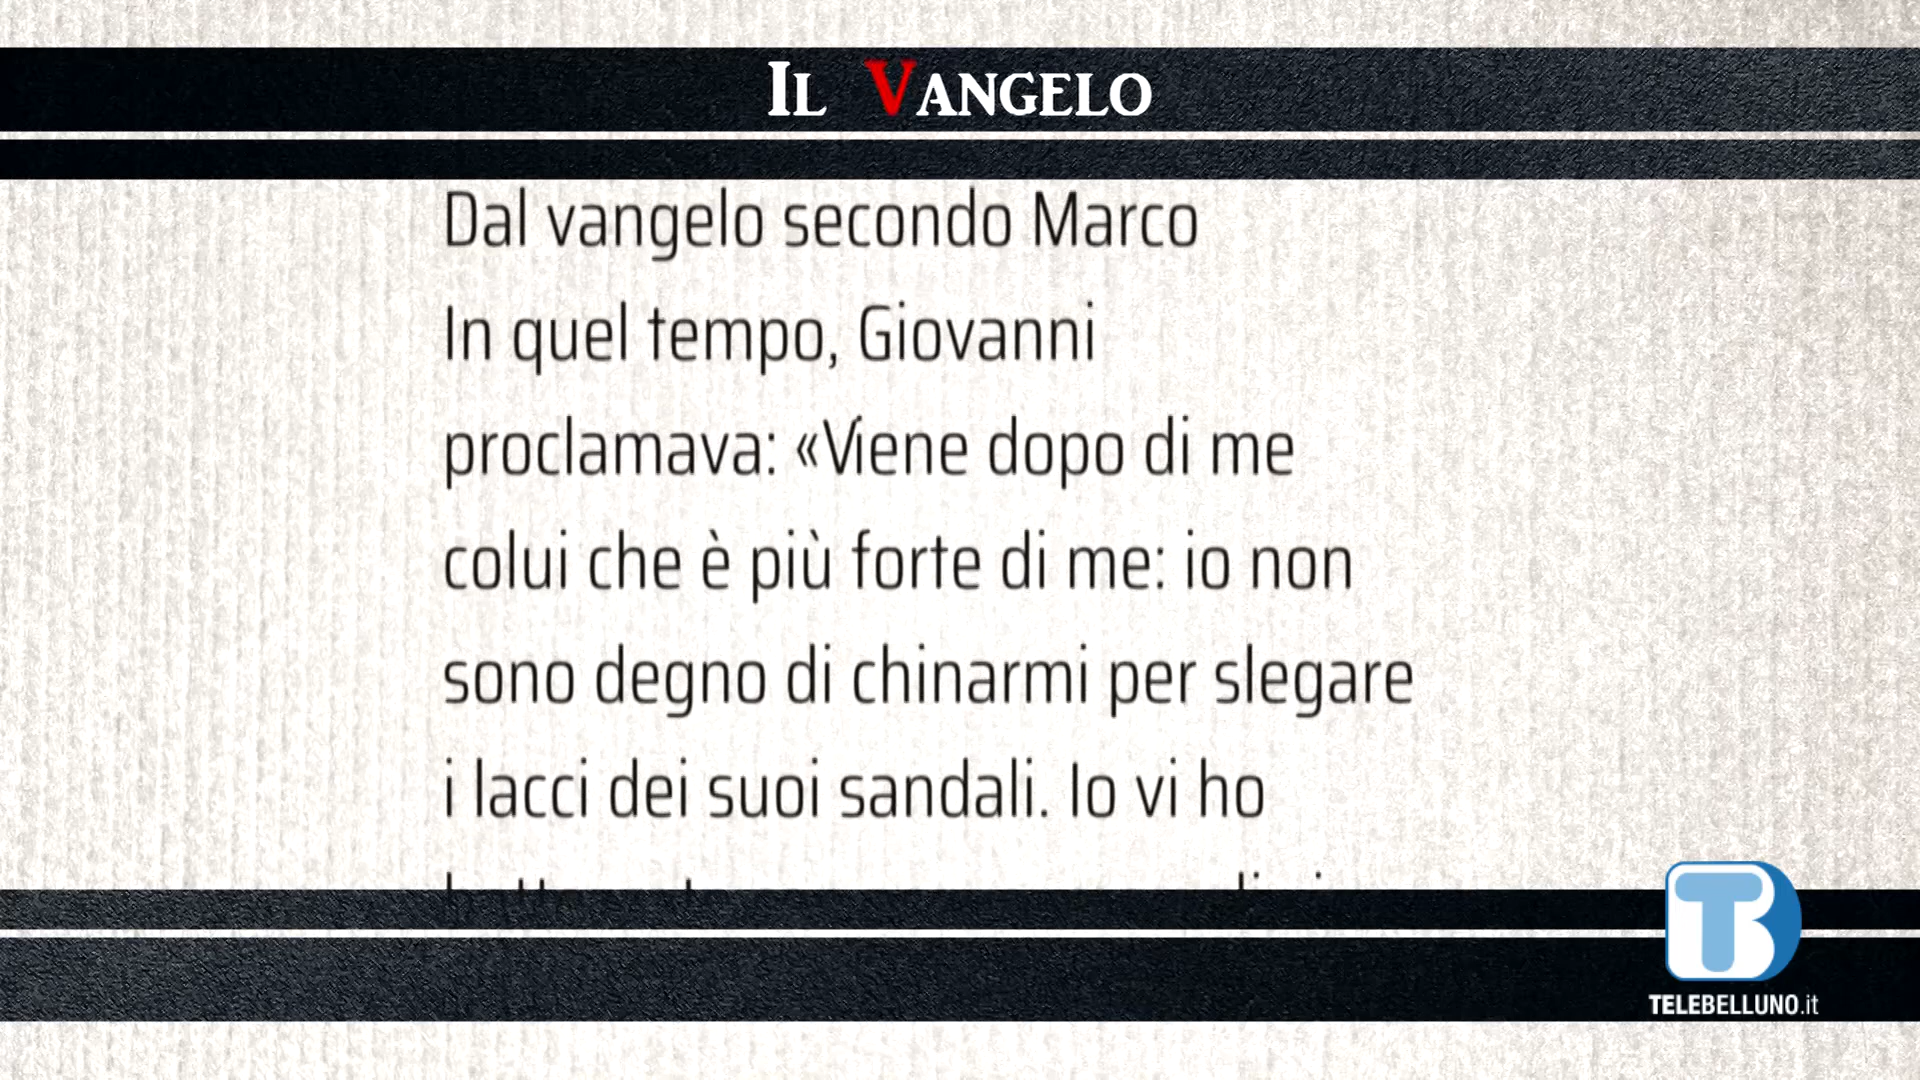 Il Vangelo
Dal vangelo secondo Marco
In quel tempo, Giovanni
proclamava: «Viene dopo di me
colui che è più forte di me: io non
sono degno di chinarmi per slegare
i lacci dei suoi sandali. Io vi ho
TB
TELEBELLUNO.it